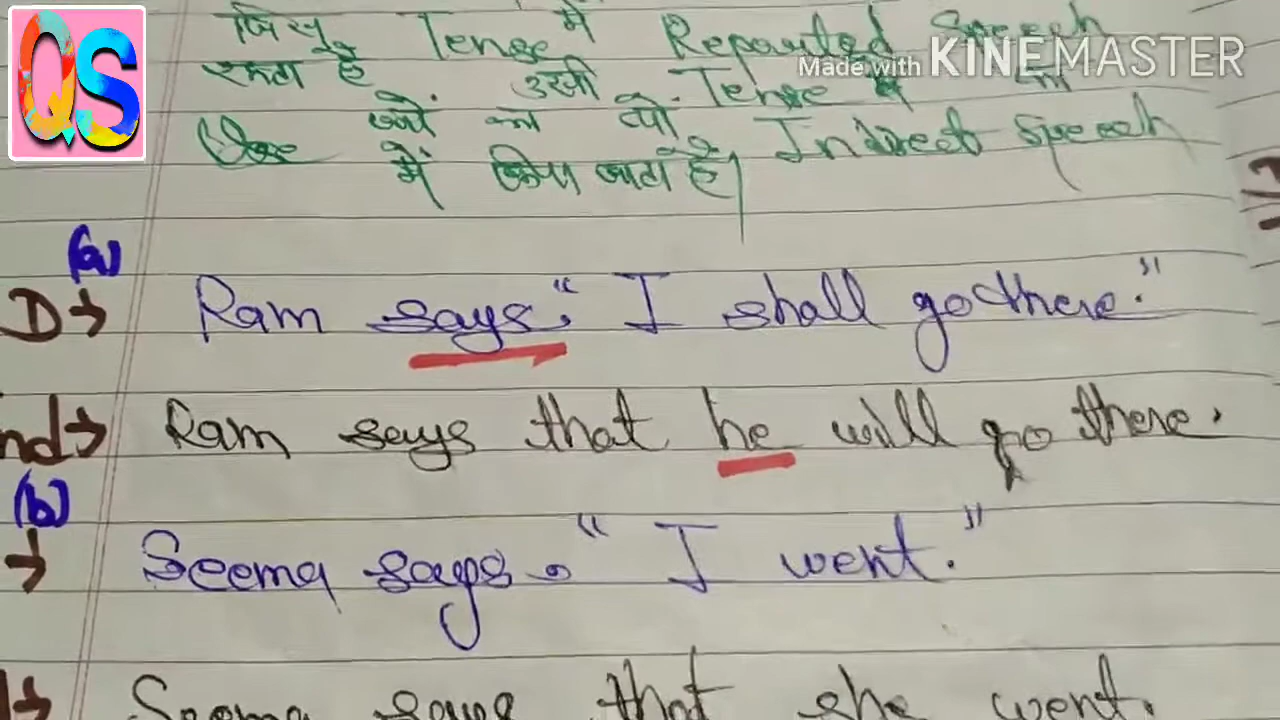 QS
Made with KINEMASTER
जिस Tense में Reported Speech
रहता है उसी Tense का
Use ज्यों का त्यों Indirect Speech
में किया जाता है।
(a)
D→ Ram says, “I shall go there.”
nd→ Ram says that he will go there.
(b)
→ Seema says, “I went.”
→ Seema says that she went.